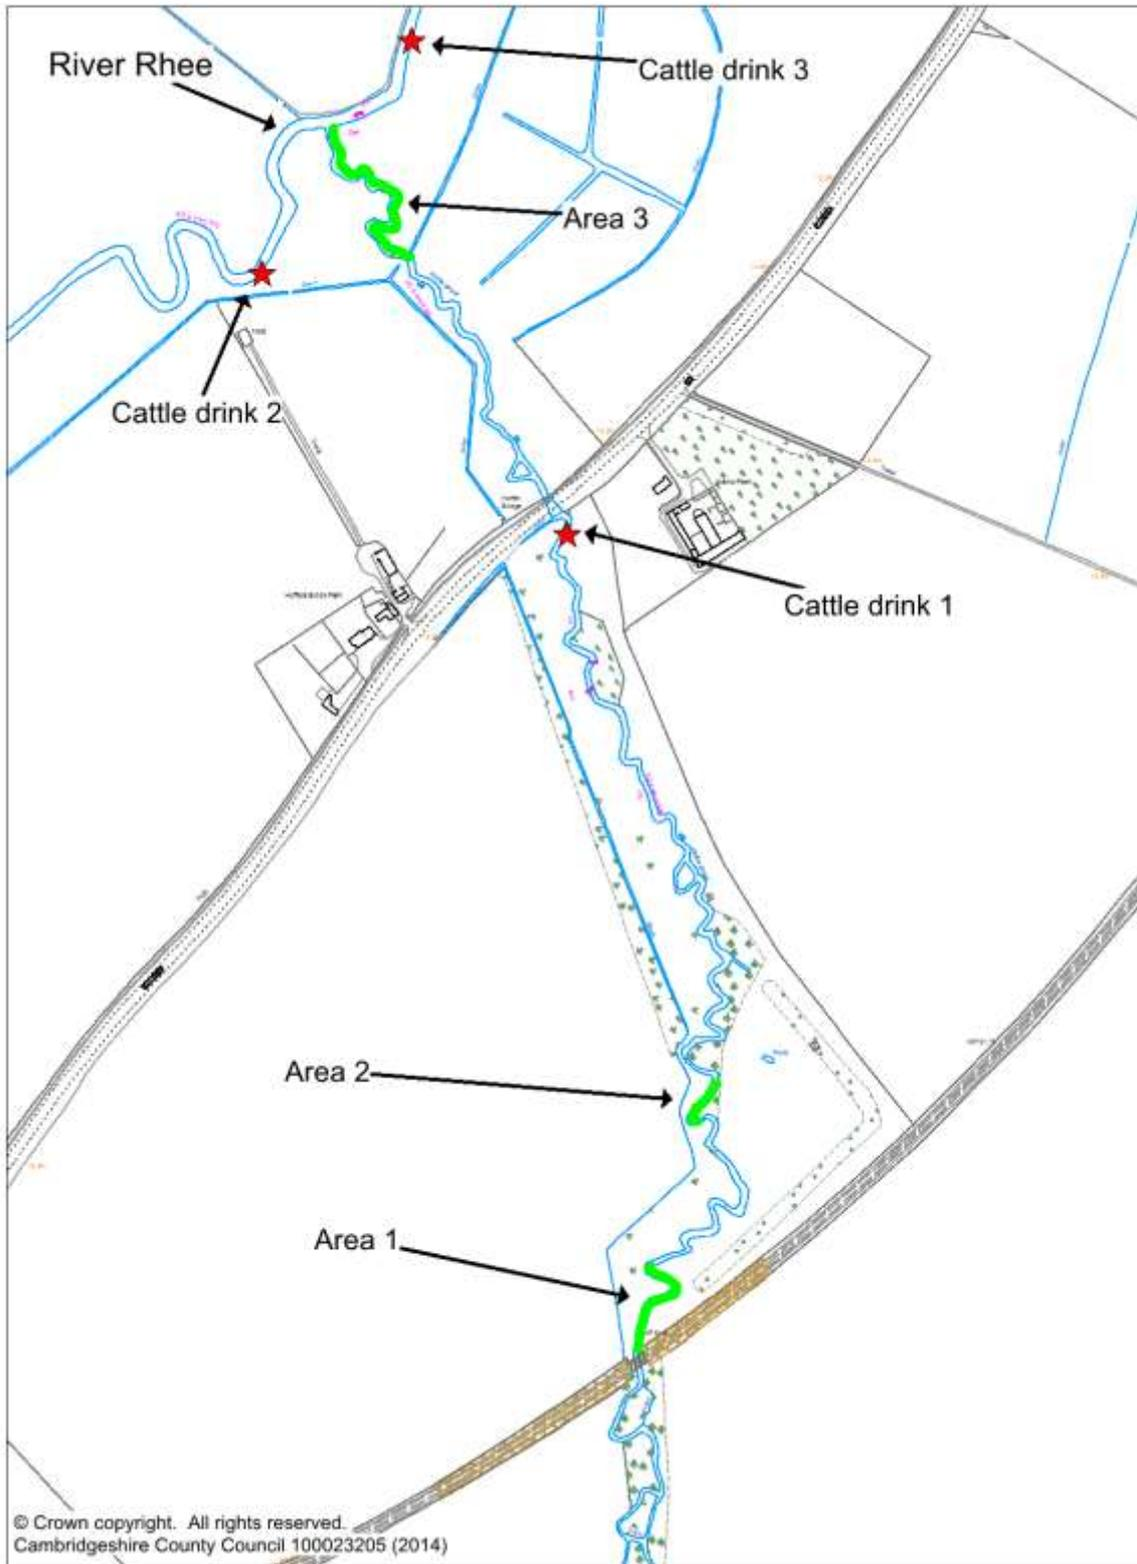 River Rhee
Cattle drink 3
Area 3
Cattle drink 2
Cattle drink 1
Area 2
Area 1
© Crown copyright.  All rights reserved.
Cambridgeshire County Council 100023205 (2014)